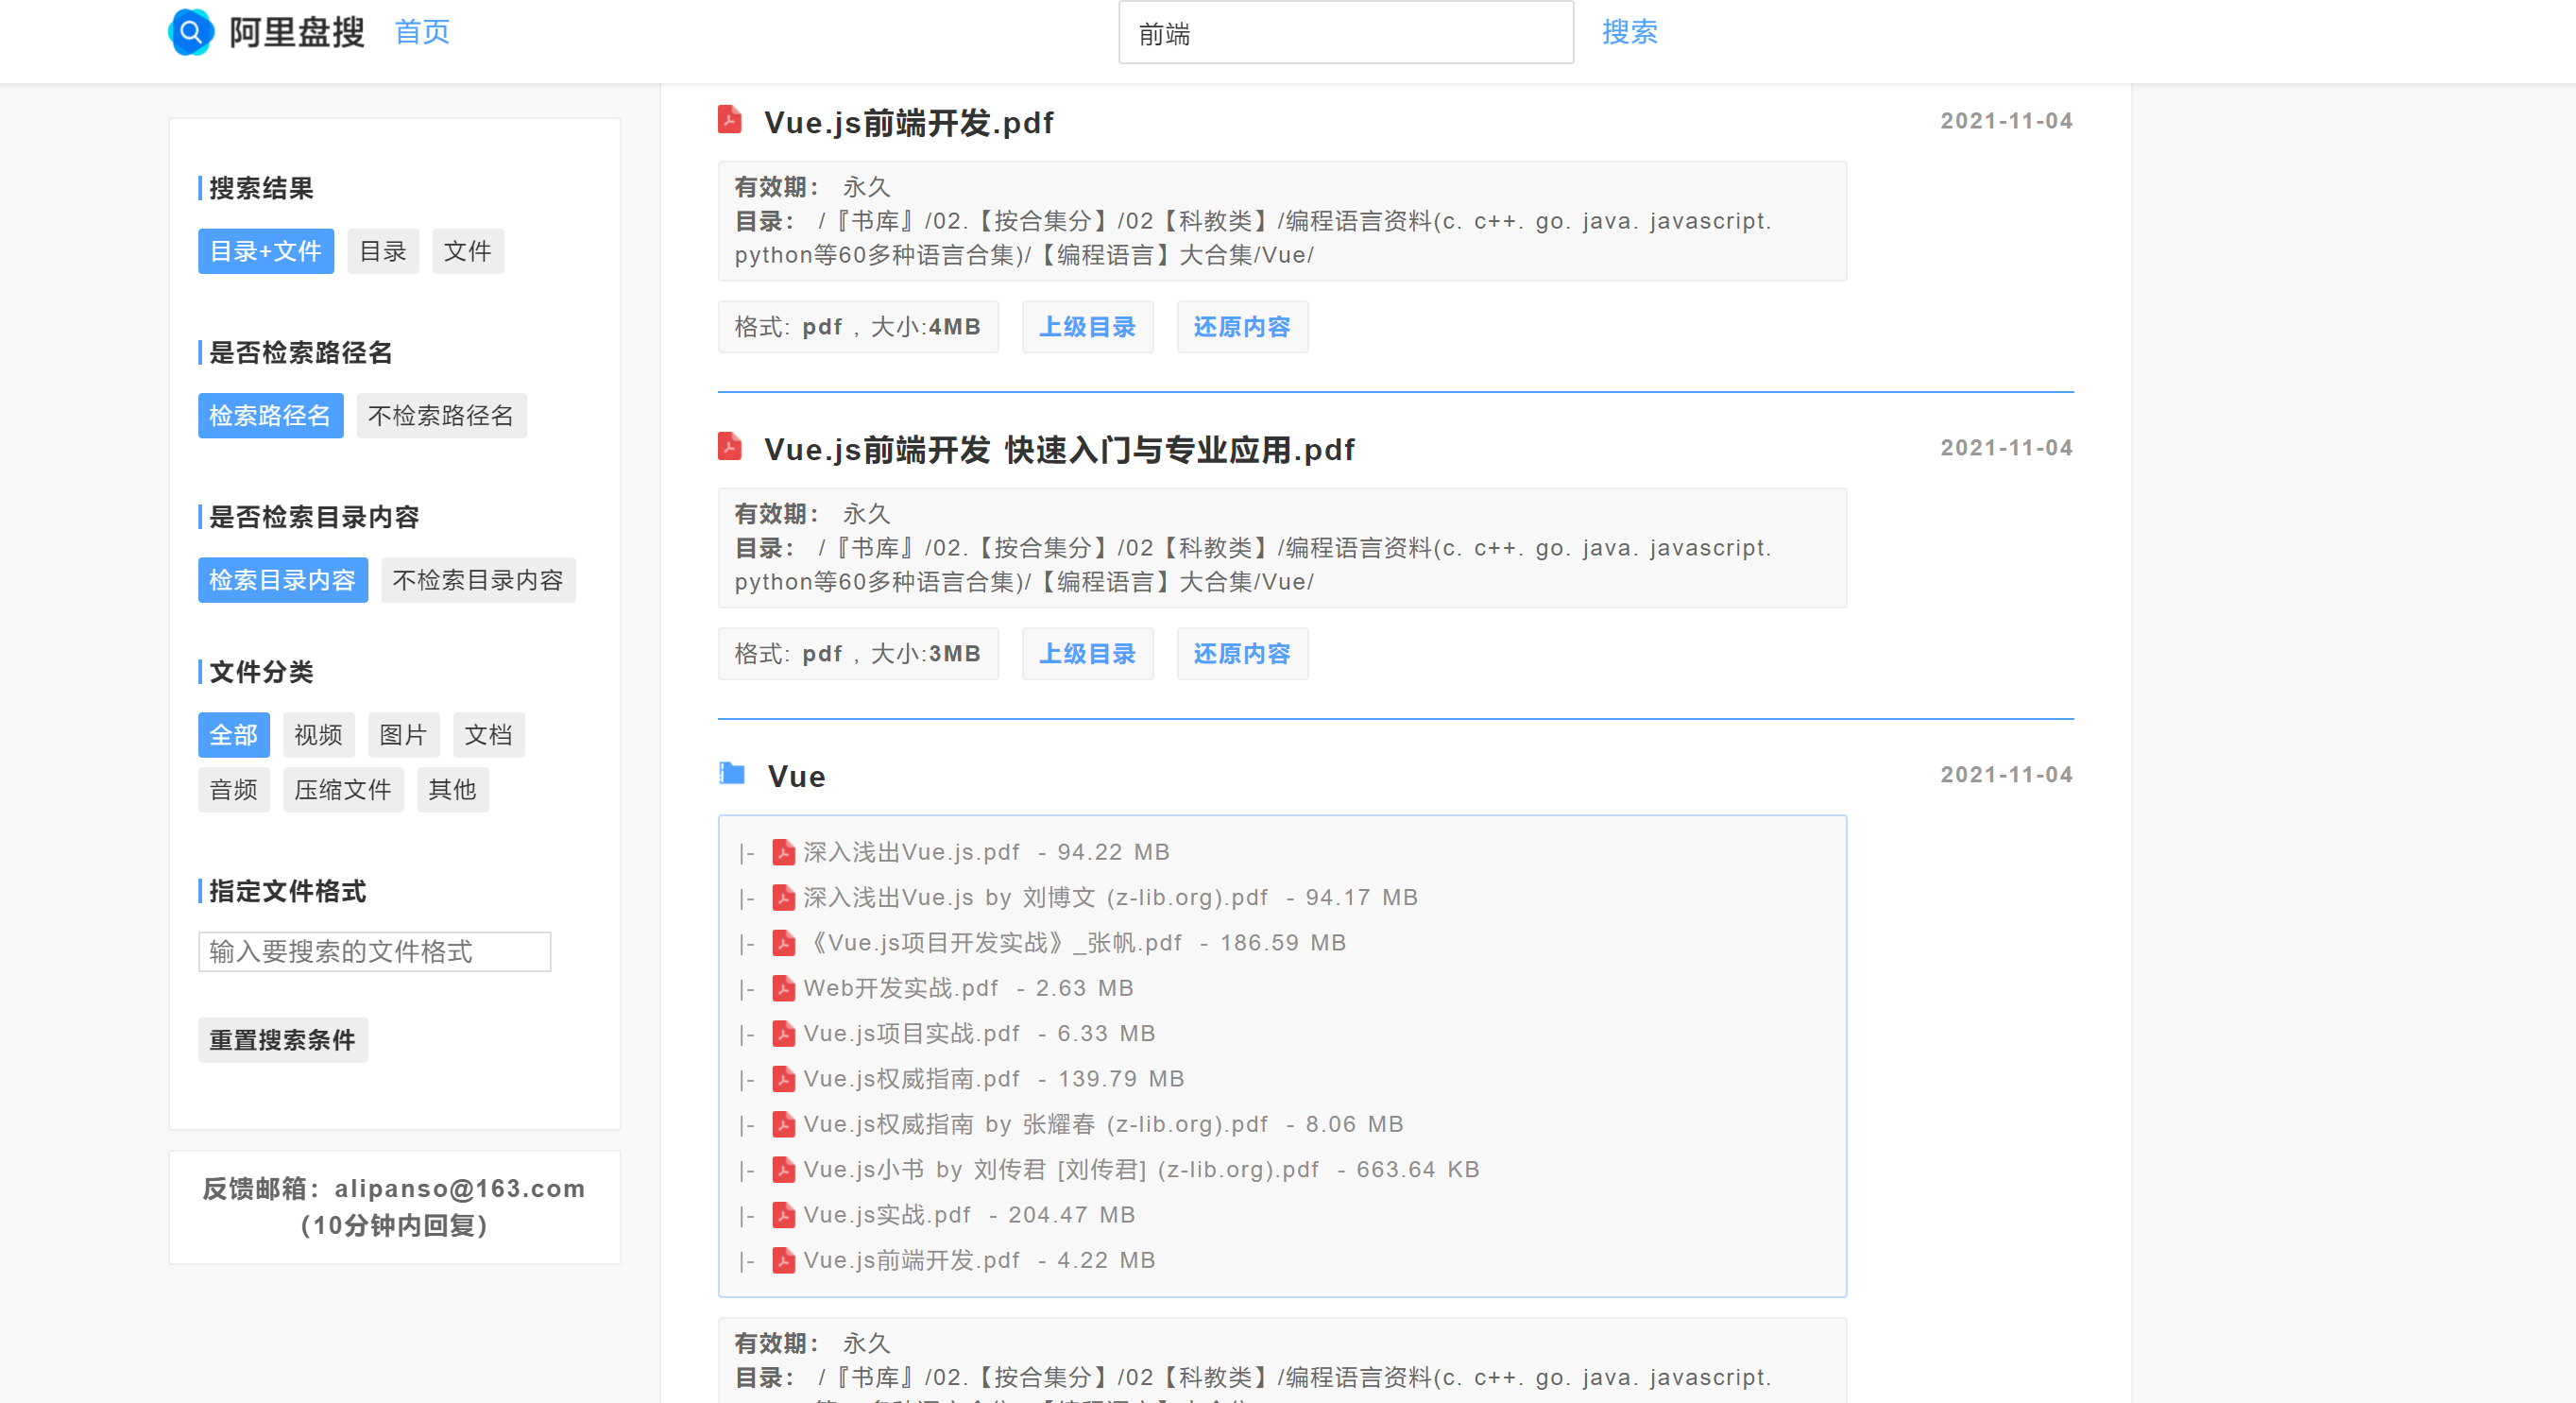 阿里盘搜 首页 前端 搜索
搜索结果
目录+文件 目录 文件
是否检索路径名
检索路径名 不检索路径名
是否检索目录内容
检索目录内容 不检索目录内容
文件分类
全部 视频 图片 文档
音频 压缩文件 其他
指定文件格式
输入要搜索的文件格式
重置搜索条件
反馈邮箱：alipanso@163.com
（10分钟内回复）
Vue.js前端开发.pdf 2021-11-04
有效期： 永久
目录： /『书库』/02.【按合集分】/02【科教类】/编程语言资料(c. c++. go. java. javascript.
python等60多种语言合集)/【编程语言】大合集/Vue/
格式: pdf , 大小:4MB 上级目录 还原内容
Vue.js前端开发 快速入门与专业应用.pdf 2021-11-04
有效期： 永久
目录： /『书库』/02.【按合集分】/02【科教类】/编程语言资料(c. c++. go. java. javascript.
python等60多种语言合集)/【编程语言】大合集/Vue/
格式: pdf , 大小:3MB 上级目录 还原内容
Vue 2021-11-04
|- 深入浅出Vue.js.pdf - 94.22 MB
|- 深入浅出Vue.js by 刘博文 (z-lib.org).pdf - 94.17 MB
|- 《Vue.js项目开发实战》_张帆.pdf - 186.59 MB
|- Web开发实战.pdf - 2.63 MB
|- Vue.js项目实战.pdf - 6.33 MB
|- Vue.js权威指南.pdf - 139.79 MB
|- Vue.js权威指南 by 张耀春 (z-lib.org).pdf - 8.06 MB
|- Vue.js小书 by 刘传君 [刘传君] (z-lib.org).pdf - 663.64 KB
|- Vue.js实战.pdf - 204.47 MB
|- Vue.js前端开发.pdf - 4.22 MB
有效期： 永久
目录： /『书库』/02.【按合集分】/02【科教类】/编程语言资料(c. c++. go. java. javascript.